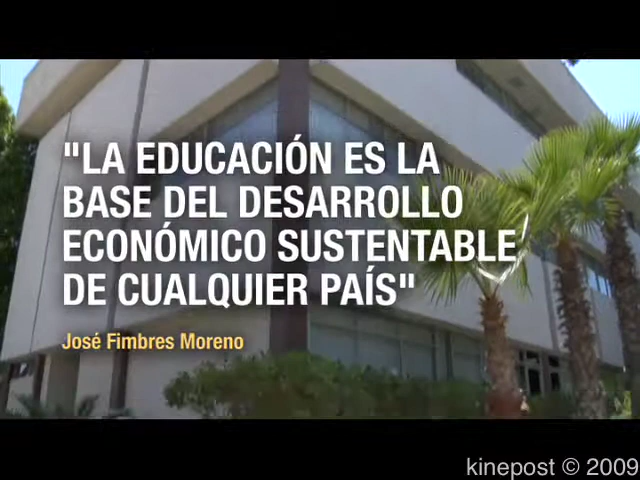 "LA EDUCACIÓN ES LA
BASE DEL DESARROLLO
ECONÓMICO SUSTENTABLE
DE CUALQUIER PAÍS"
José Fimbres Moreno
kinepost © 2009